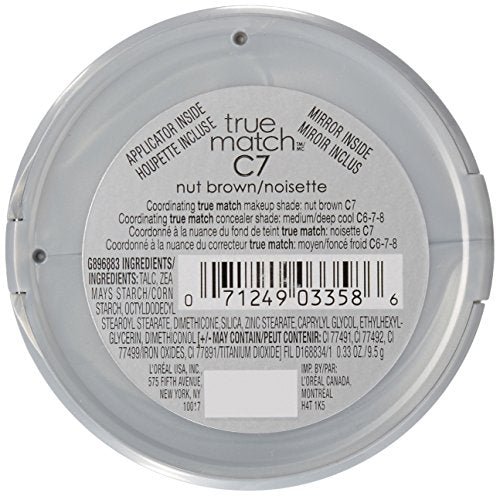 APPLICATOR INSIDE
HOUPETTE INCLUSE
true
match™/MC
MIRROR INSIDE
MIROIR INCLUS
C7
nut brown/noisette
Coordinating true match makeup shade: nut brown C7
Coordinating true match concealer shade: medium/deep cool C6-7-8
Coordonné à la nuance du fond de teint true match: noisette C7
Coordonné à la nuance du correcteur true match: moyen/foncé froid C6-7-8
G896883 INGREDIENTS/
INGRÉDIENTS: TALC, ZEA
MAYS STARCH/CORN
STARCH, OCTYLDODECYL
0 71249 03358 6
STEAROYL STEARATE, DIMETHICONE, SILICA, ZINC STEARATE, CAPRYLYL GLYCOL, ETHYLHEXYL-
GLYCERIN, DIMETHICONOL [+/- MAY CONTAIN/PEUT CONTENIR: CI 77491, CI 77492, CI
77499/IRON OXIDES, CI 77891/TITANIUM DIOXIDE] FIL D168834/1 0.33 OZ./9.5 g
L'ORÉAL USA, INC.
575 FIFTH AVENUE,
NEW YORK, NY
10017
IMP. BY/PAR:
L'ORÉAL CANADA,
MONTRÉAL
H4T 1K5